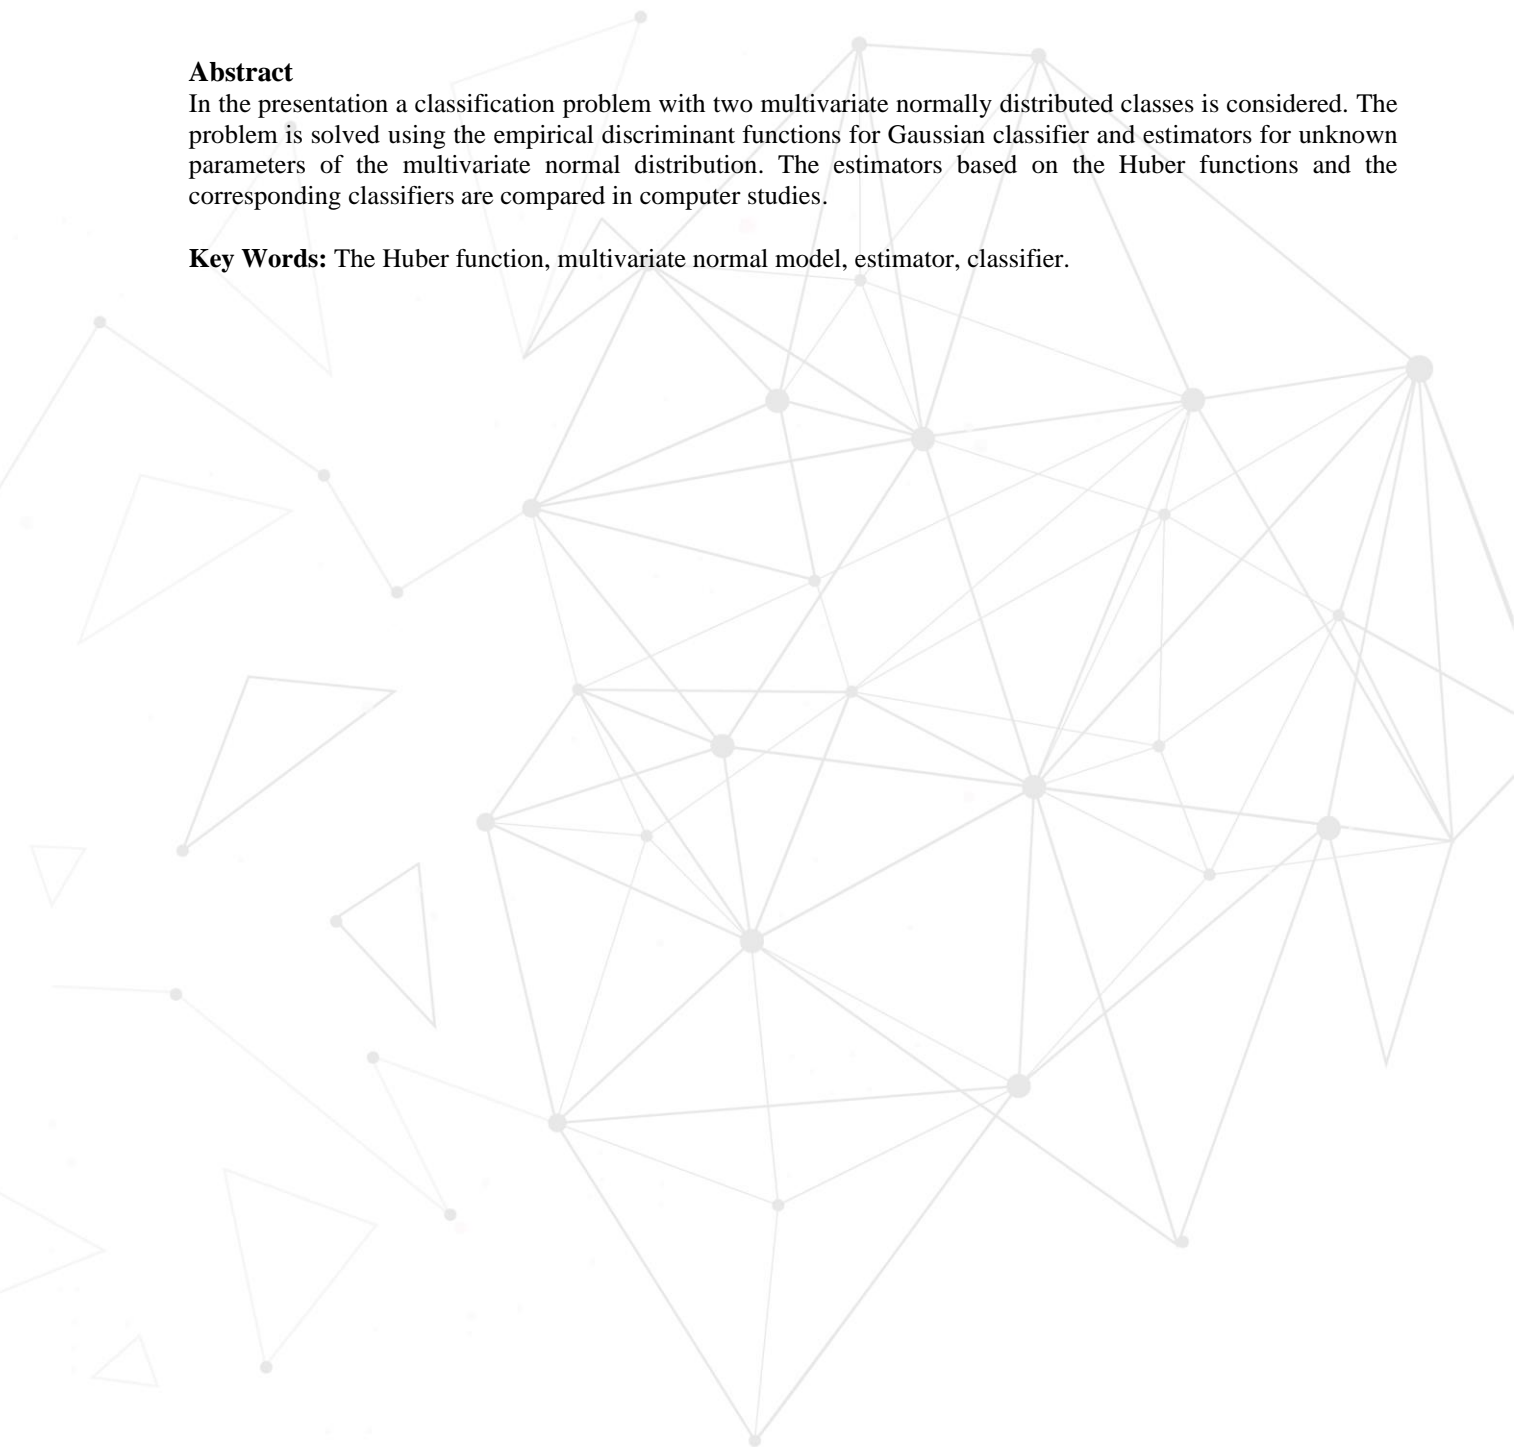 Abstract
In the presentation a classification problem with two multivariate normally distributed classes is considered. The
problem is solved using the empirical discriminant functions for Gaussian classifier and estimators for unknown
parameters of the multivariate normal distribution. The estimators based on the Huber functions and the
corresponding classifiers are compared in computer studies.
Key Words: The Huber function, multivariate normal model, estimator, classifier.